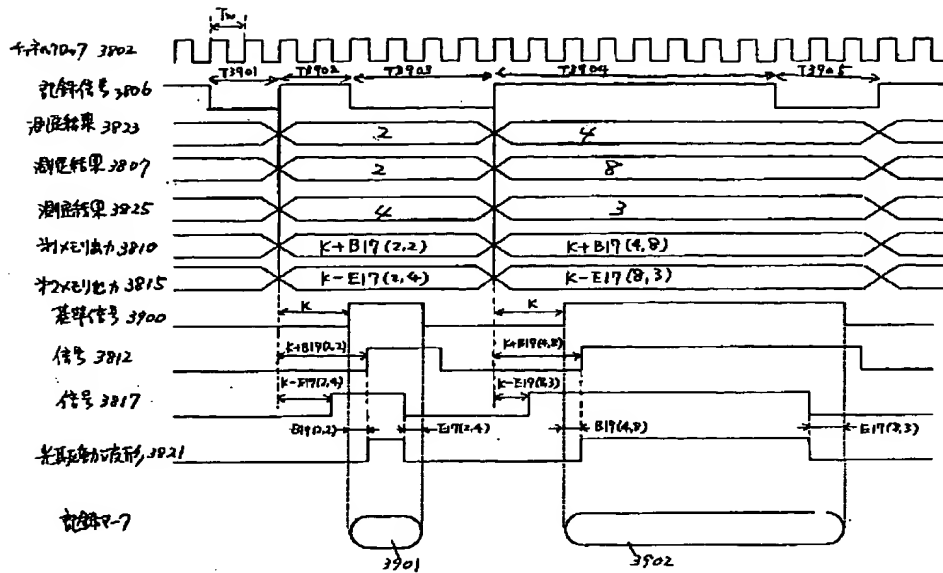 Tw
チャネルクロック 3802
T3901 T3902 T3903 T3904 T3905
記録信号 3806
測定結果 3823 2 4
測定結果 3807 2 8
測定結果 3825 4 3
第1メモリ出力 3810 K+B17(2,2) K+B17(4,8)
第2メモリ出力 3815 K-E17(2,4) K-E17(8,3)
基準信号 3900 K K
信号 3812 K+B17(2,2) K+B17(4,8)
信号 3817 K-E17(2,4) K-E17(8,3)
B17(2,2) E17(2,4) B17(4,8) E17(8,3)
光駆動波形 3821
記録マーク
3901 3902